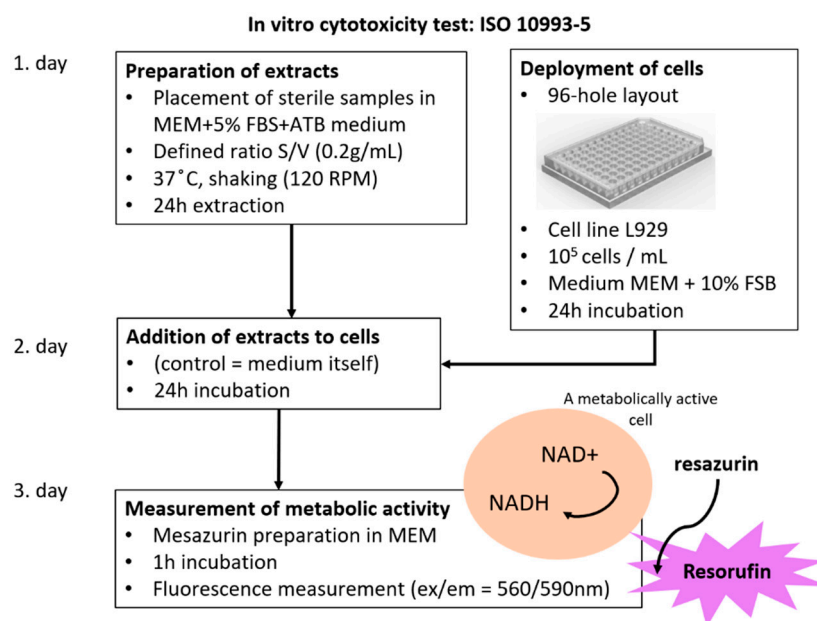 In vitro cytotoxicity test: ISO 10993-5
1. day
Preparation of extracts
• Placement of sterile samples in
MEM+5% FBS+ATB medium
• Defined ratio S/V (0.2g/mL)
• 37˚C, shaking (120 RPM)
• 24h extraction
Deployment of cells
• 96-hole layout
• Cell line L929
• 10⁵ cells / mL
• Medium MEM + 10% FSB
• 24h incubation
2. day
Addition of extracts to cells
• (control = medium itself)
• 24h incubation
A metabolically active
cell
NAD+
NADH
resazurin
Resorufin
3. day
Measurement of metabolic activity
• Mesazurin preparation in MEM
• 1h incubation
• Fluorescence measurement (ex/em = 560/590nm)